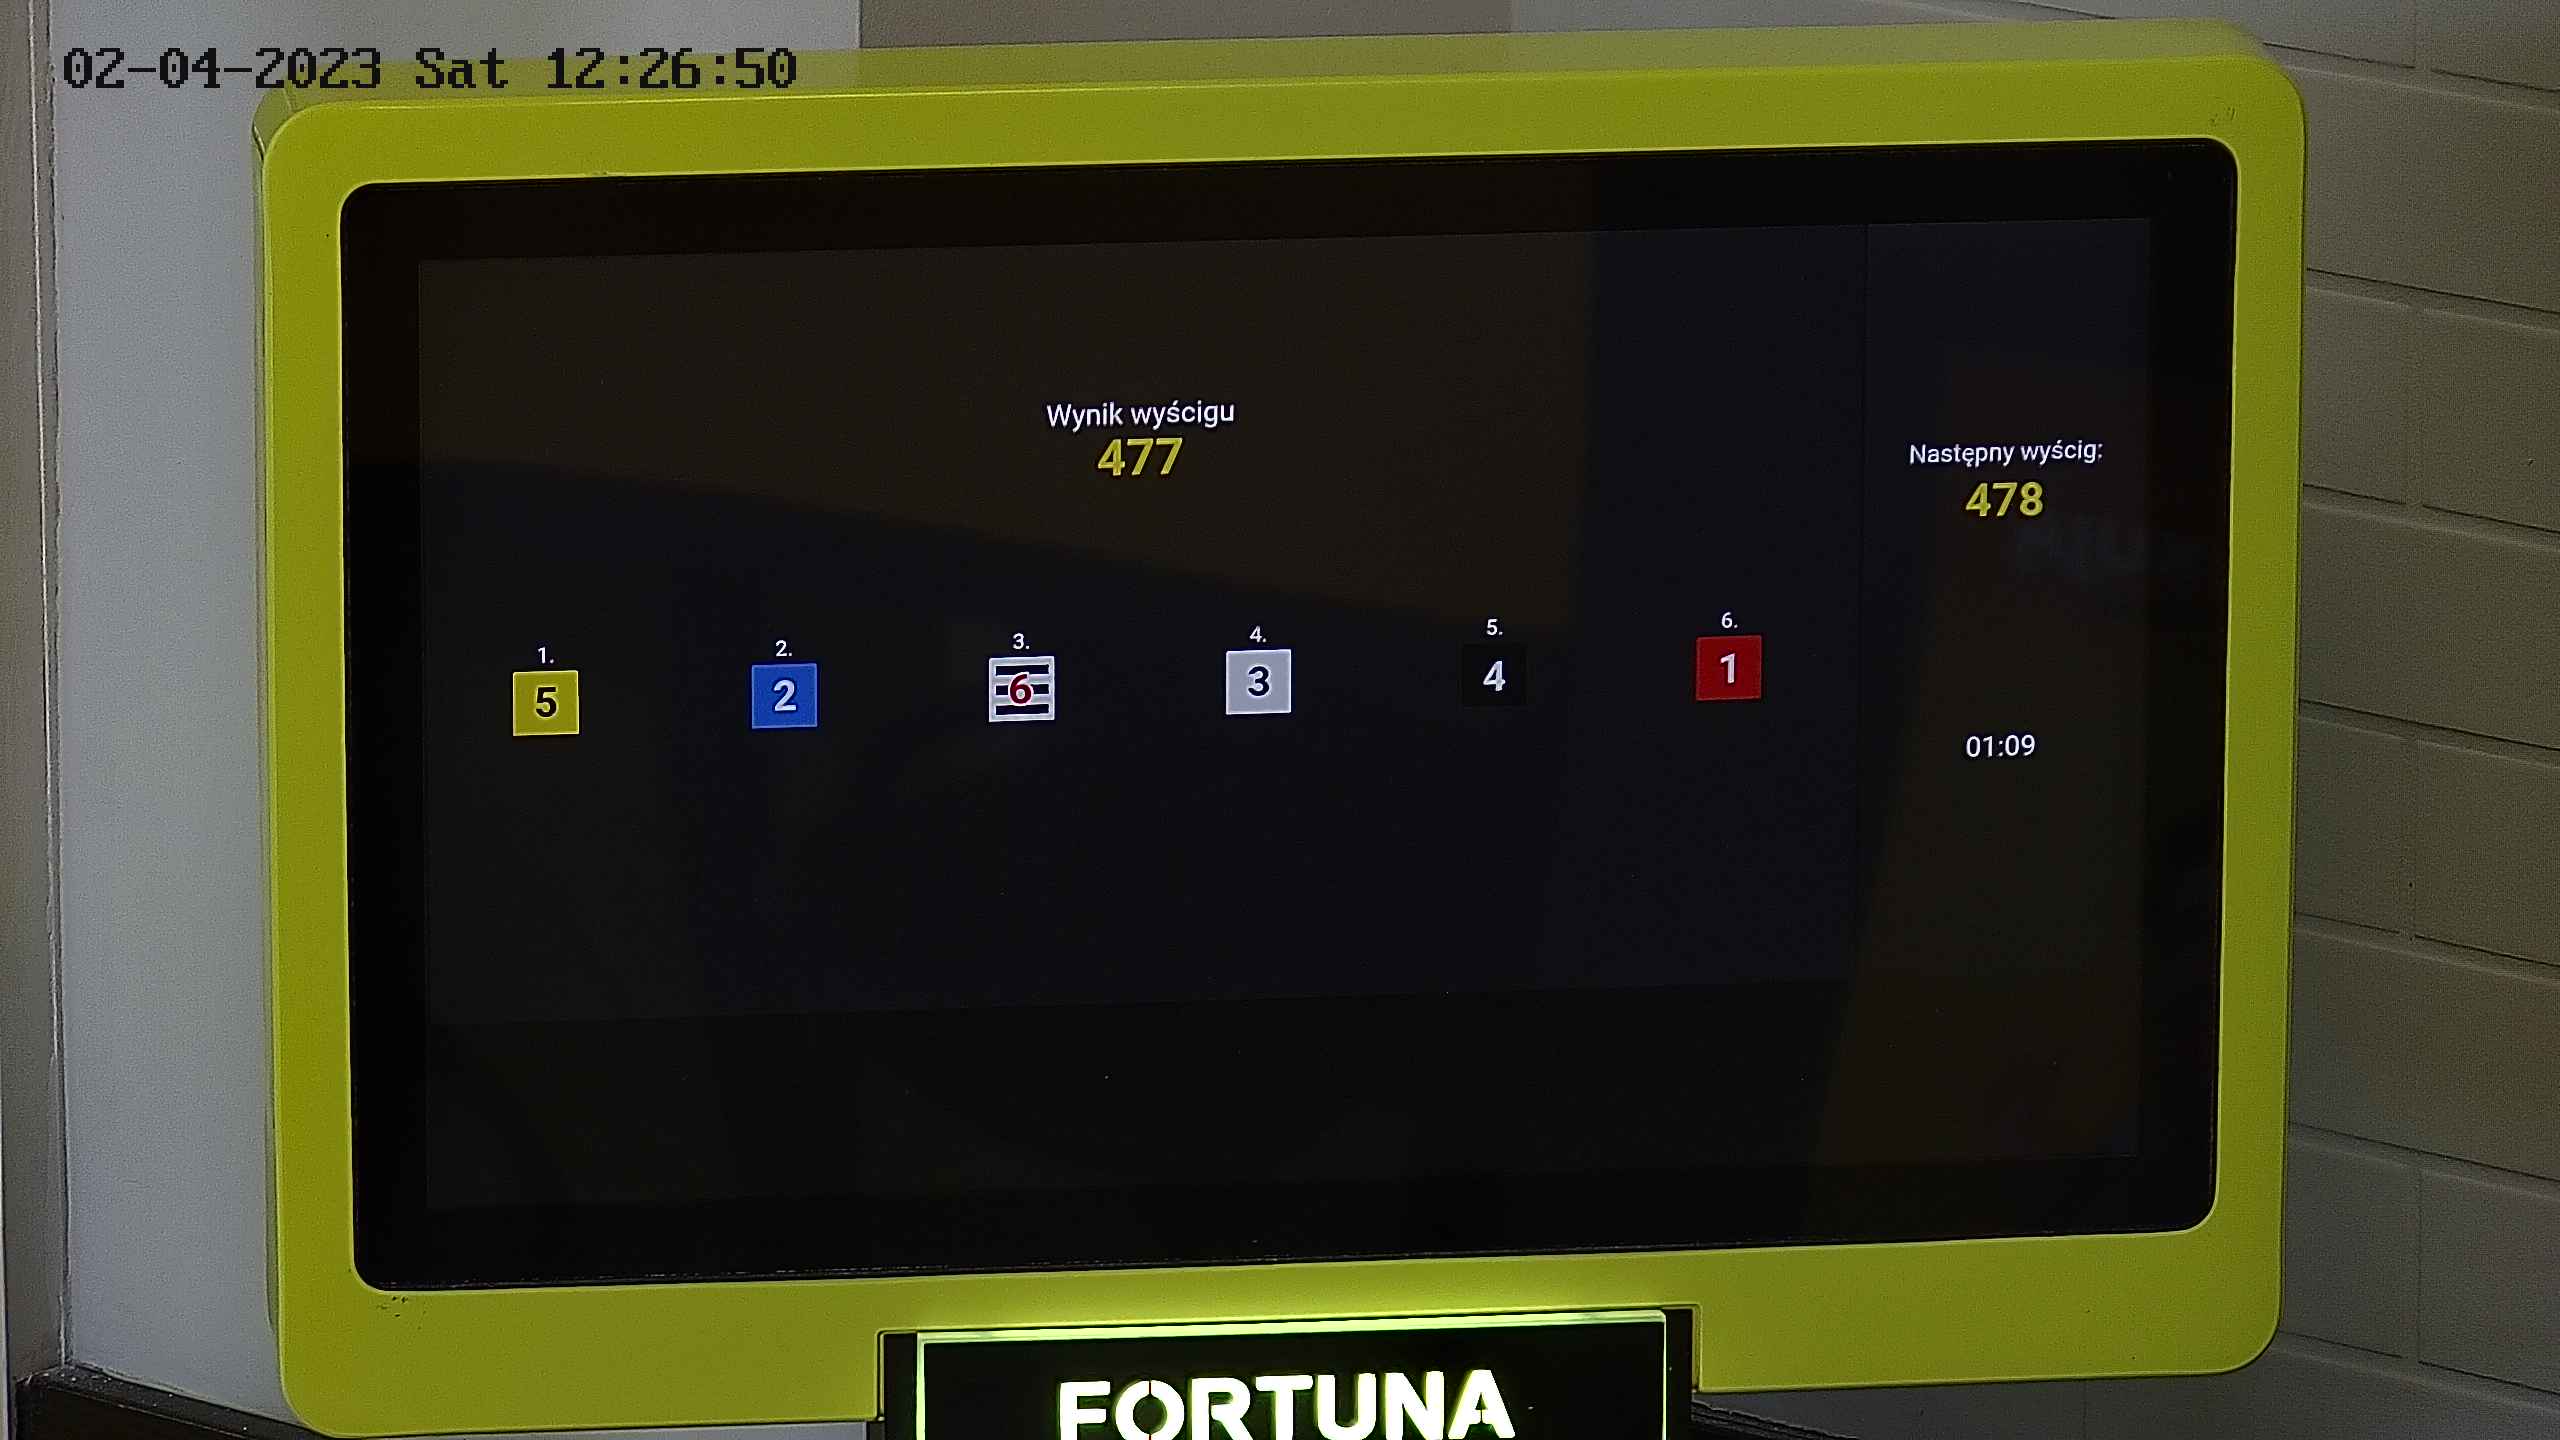 02-04-2023 Sat 12:26:50
Wynik wyścigu
477
1. 2. 3. 4. 5. 6.
5 2 6 3 4 1
Następny wyścig:
478
01:09
FORTUNA